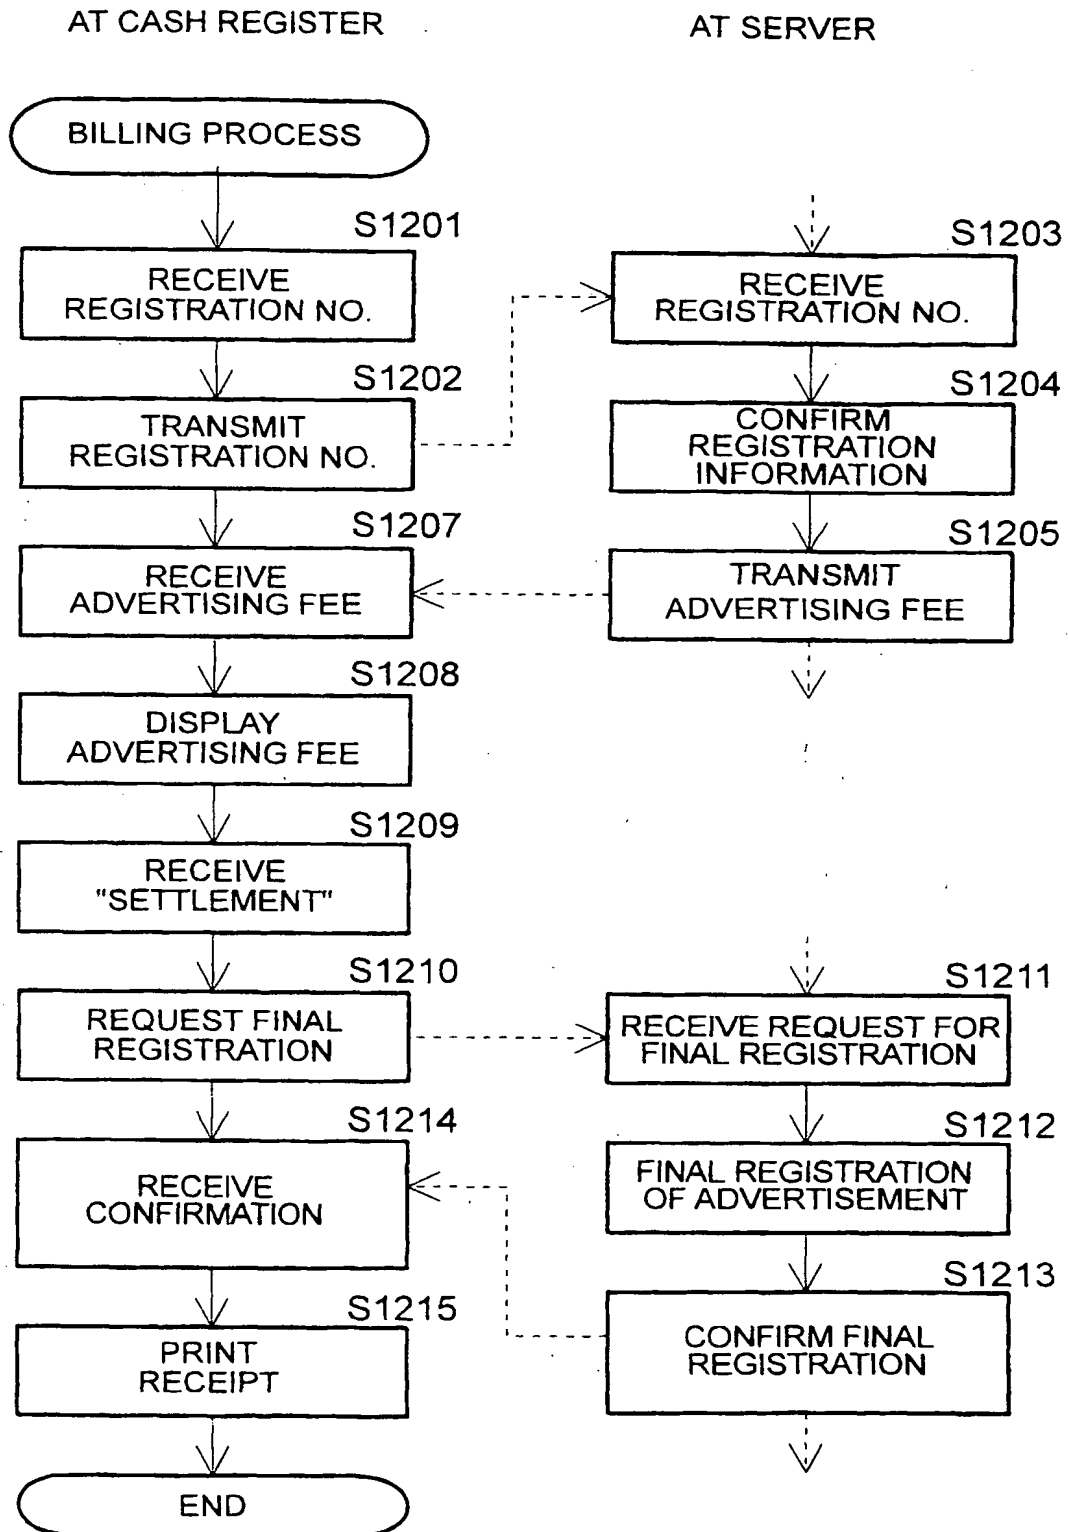 AT CASH REGISTER
AT SERVER
BILLING PROCESS
S1201
RECEIVE
REGISTRATION NO.
S1202
TRANSMIT
REGISTRATION NO.
S1207
RECEIVE
ADVERTISING FEE
S1208
DISPLAY
ADVERTISING FEE
S1209
RECEIVE
"SETTLEMENT"
S1210
REQUEST FINAL
REGISTRATION
S1214
RECEIVE
CONFIRMATION
S1215
PRINT
RECEIPT
END
S1203
RECEIVE
REGISTRATION NO.
S1204
CONFIRM
REGISTRATION
INFORMATION
S1205
TRANSMIT
ADVERTISING FEE
S1211
RECEIVE REQUEST FOR
FINAL REGISTRATION
S1212
FINAL REGISTRATION
OF ADVERTISEMENT
S1213
CONFIRM FINAL
REGISTRATION